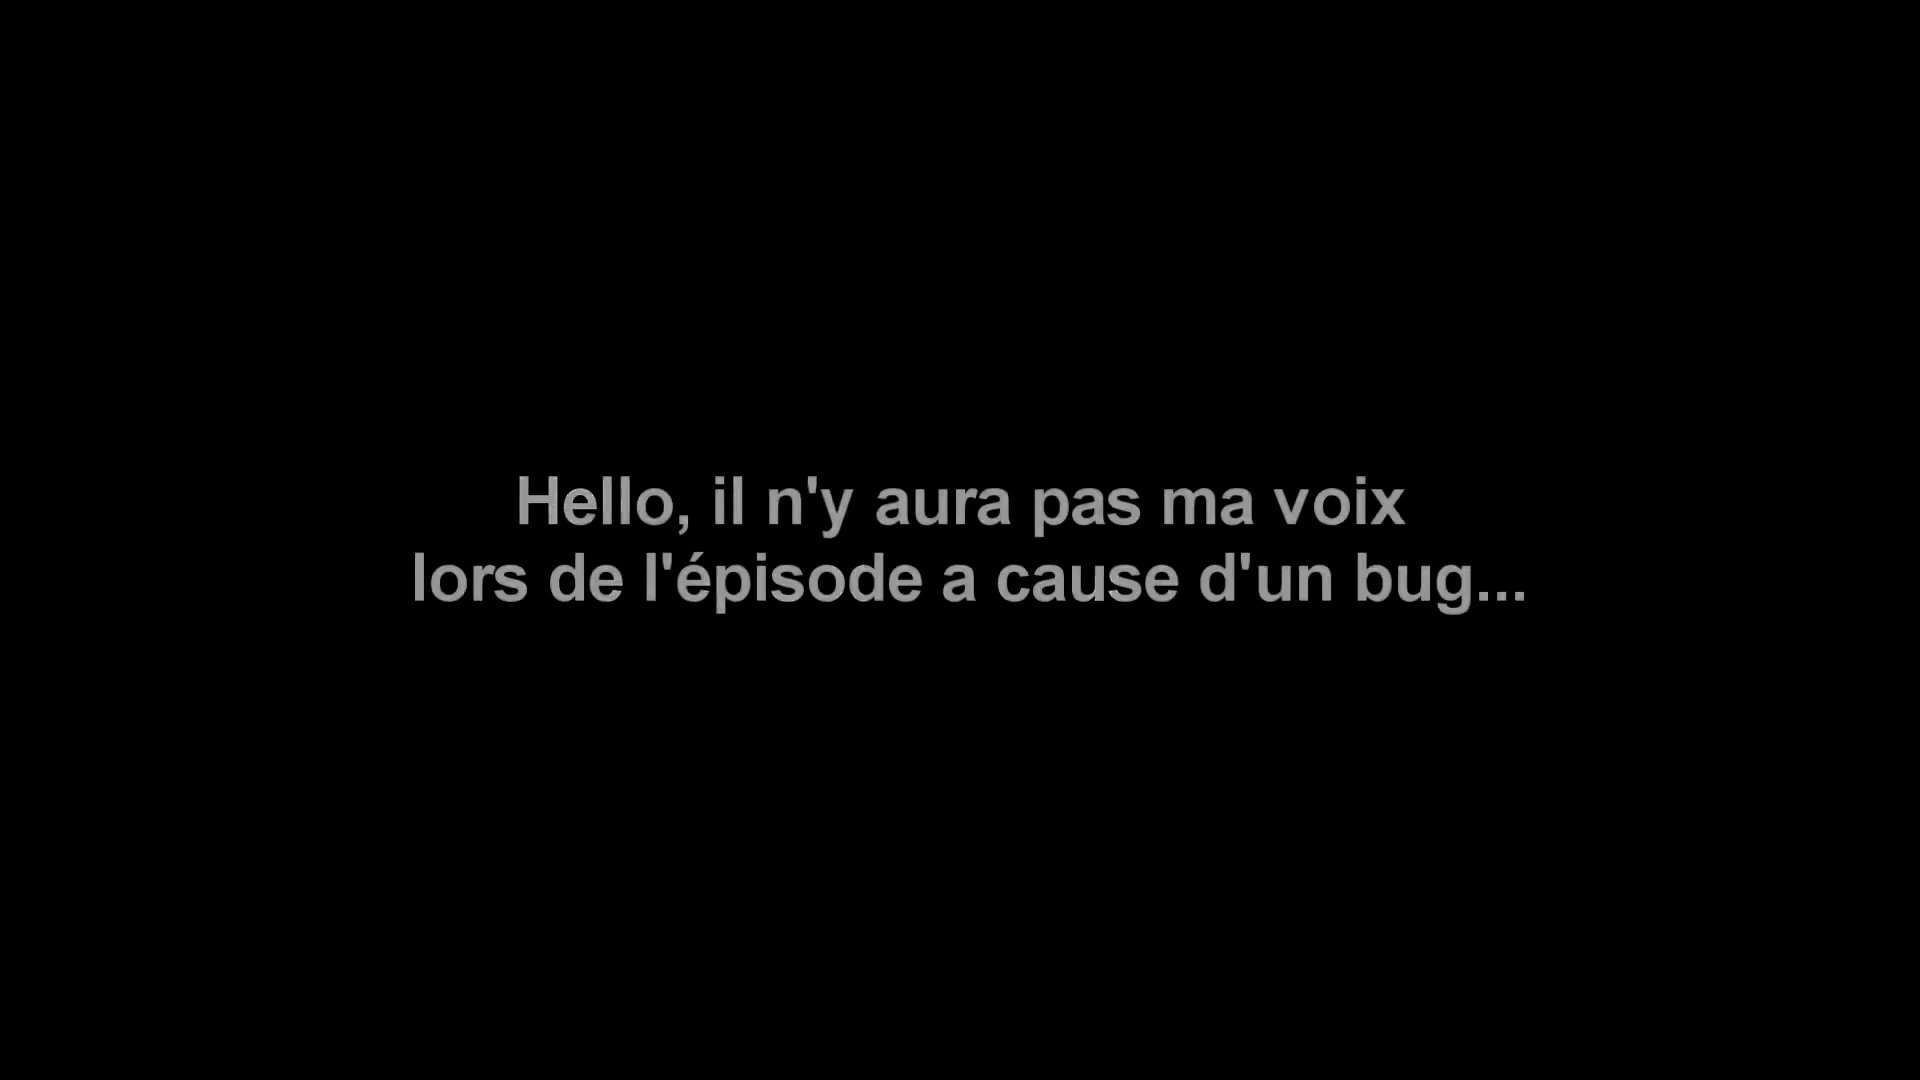 Hello, il n'y aura pas ma voix
lors de l'épisode a cause d'un bug...